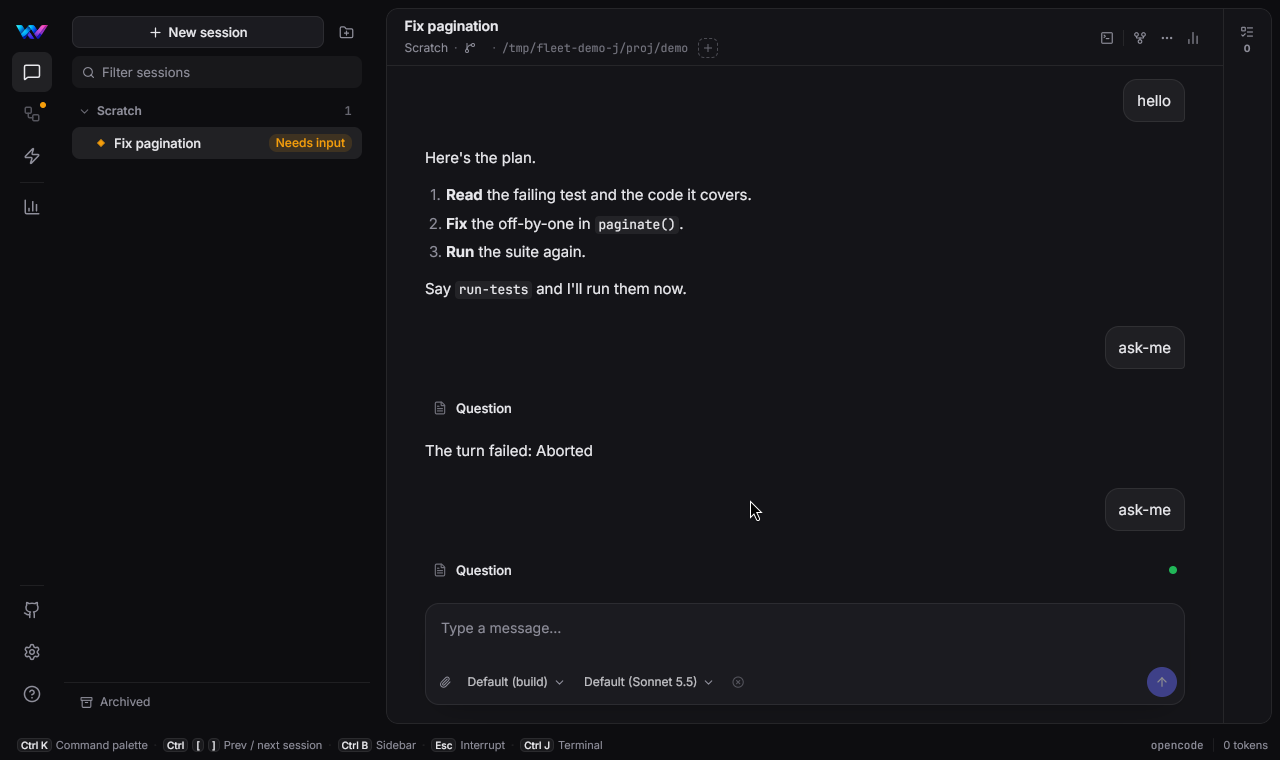 New session
Filter sessions
Scratch 1
Fix pagination Needs input
Archived
Fix pagination
Scratch · · /tmp/fleet-demo-j/proj/demo
0
hello
Here's the plan.
1. Read the failing test and the code it covers.
2. Fix the off-by-one in paginate().
3. Run the suite again.
Say run-tests and I'll run them now.
ask-me
Question
The turn failed: Aborted
ask-me
Question
Type a message...
Default (build) Default (Sonnet 5.5)
Ctrl K Command palette · Ctrl [ ] Prev / next session · Ctrl B Sidebar · Esc Interrupt · Ctrl J Terminal opencode 0 tokens